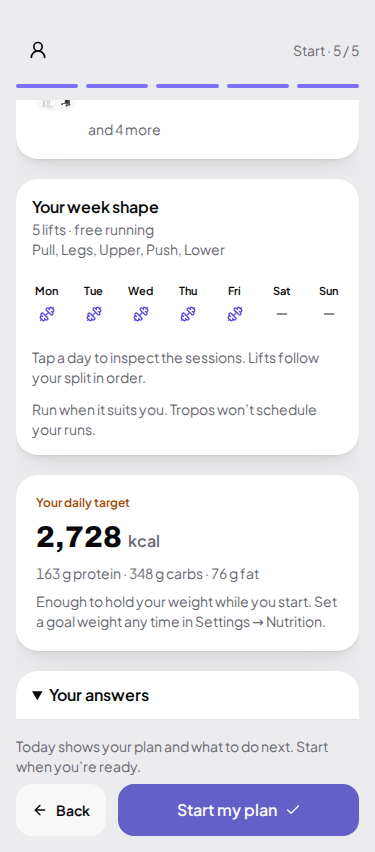 Start · 5 / 5
and 4 more
Your week shape
5 lifts · free running
Pull, Legs, Upper, Push, Lower
Mon Tue Wed Thu Fri Sat Sun
Tap a day to inspect the sessions. Lifts follow
your split in order.
Run when it suits you. Tropos won’t schedule
your runs.
Your daily target
2,728 kcal
163 g protein · 348 g carbs · 76 g fat
Enough to hold your weight while you start. Set
a goal weight any time in Settings → Nutrition.
Your answers
Today shows your plan and what to do next. Start
when you’re ready.
Back
Start my plan